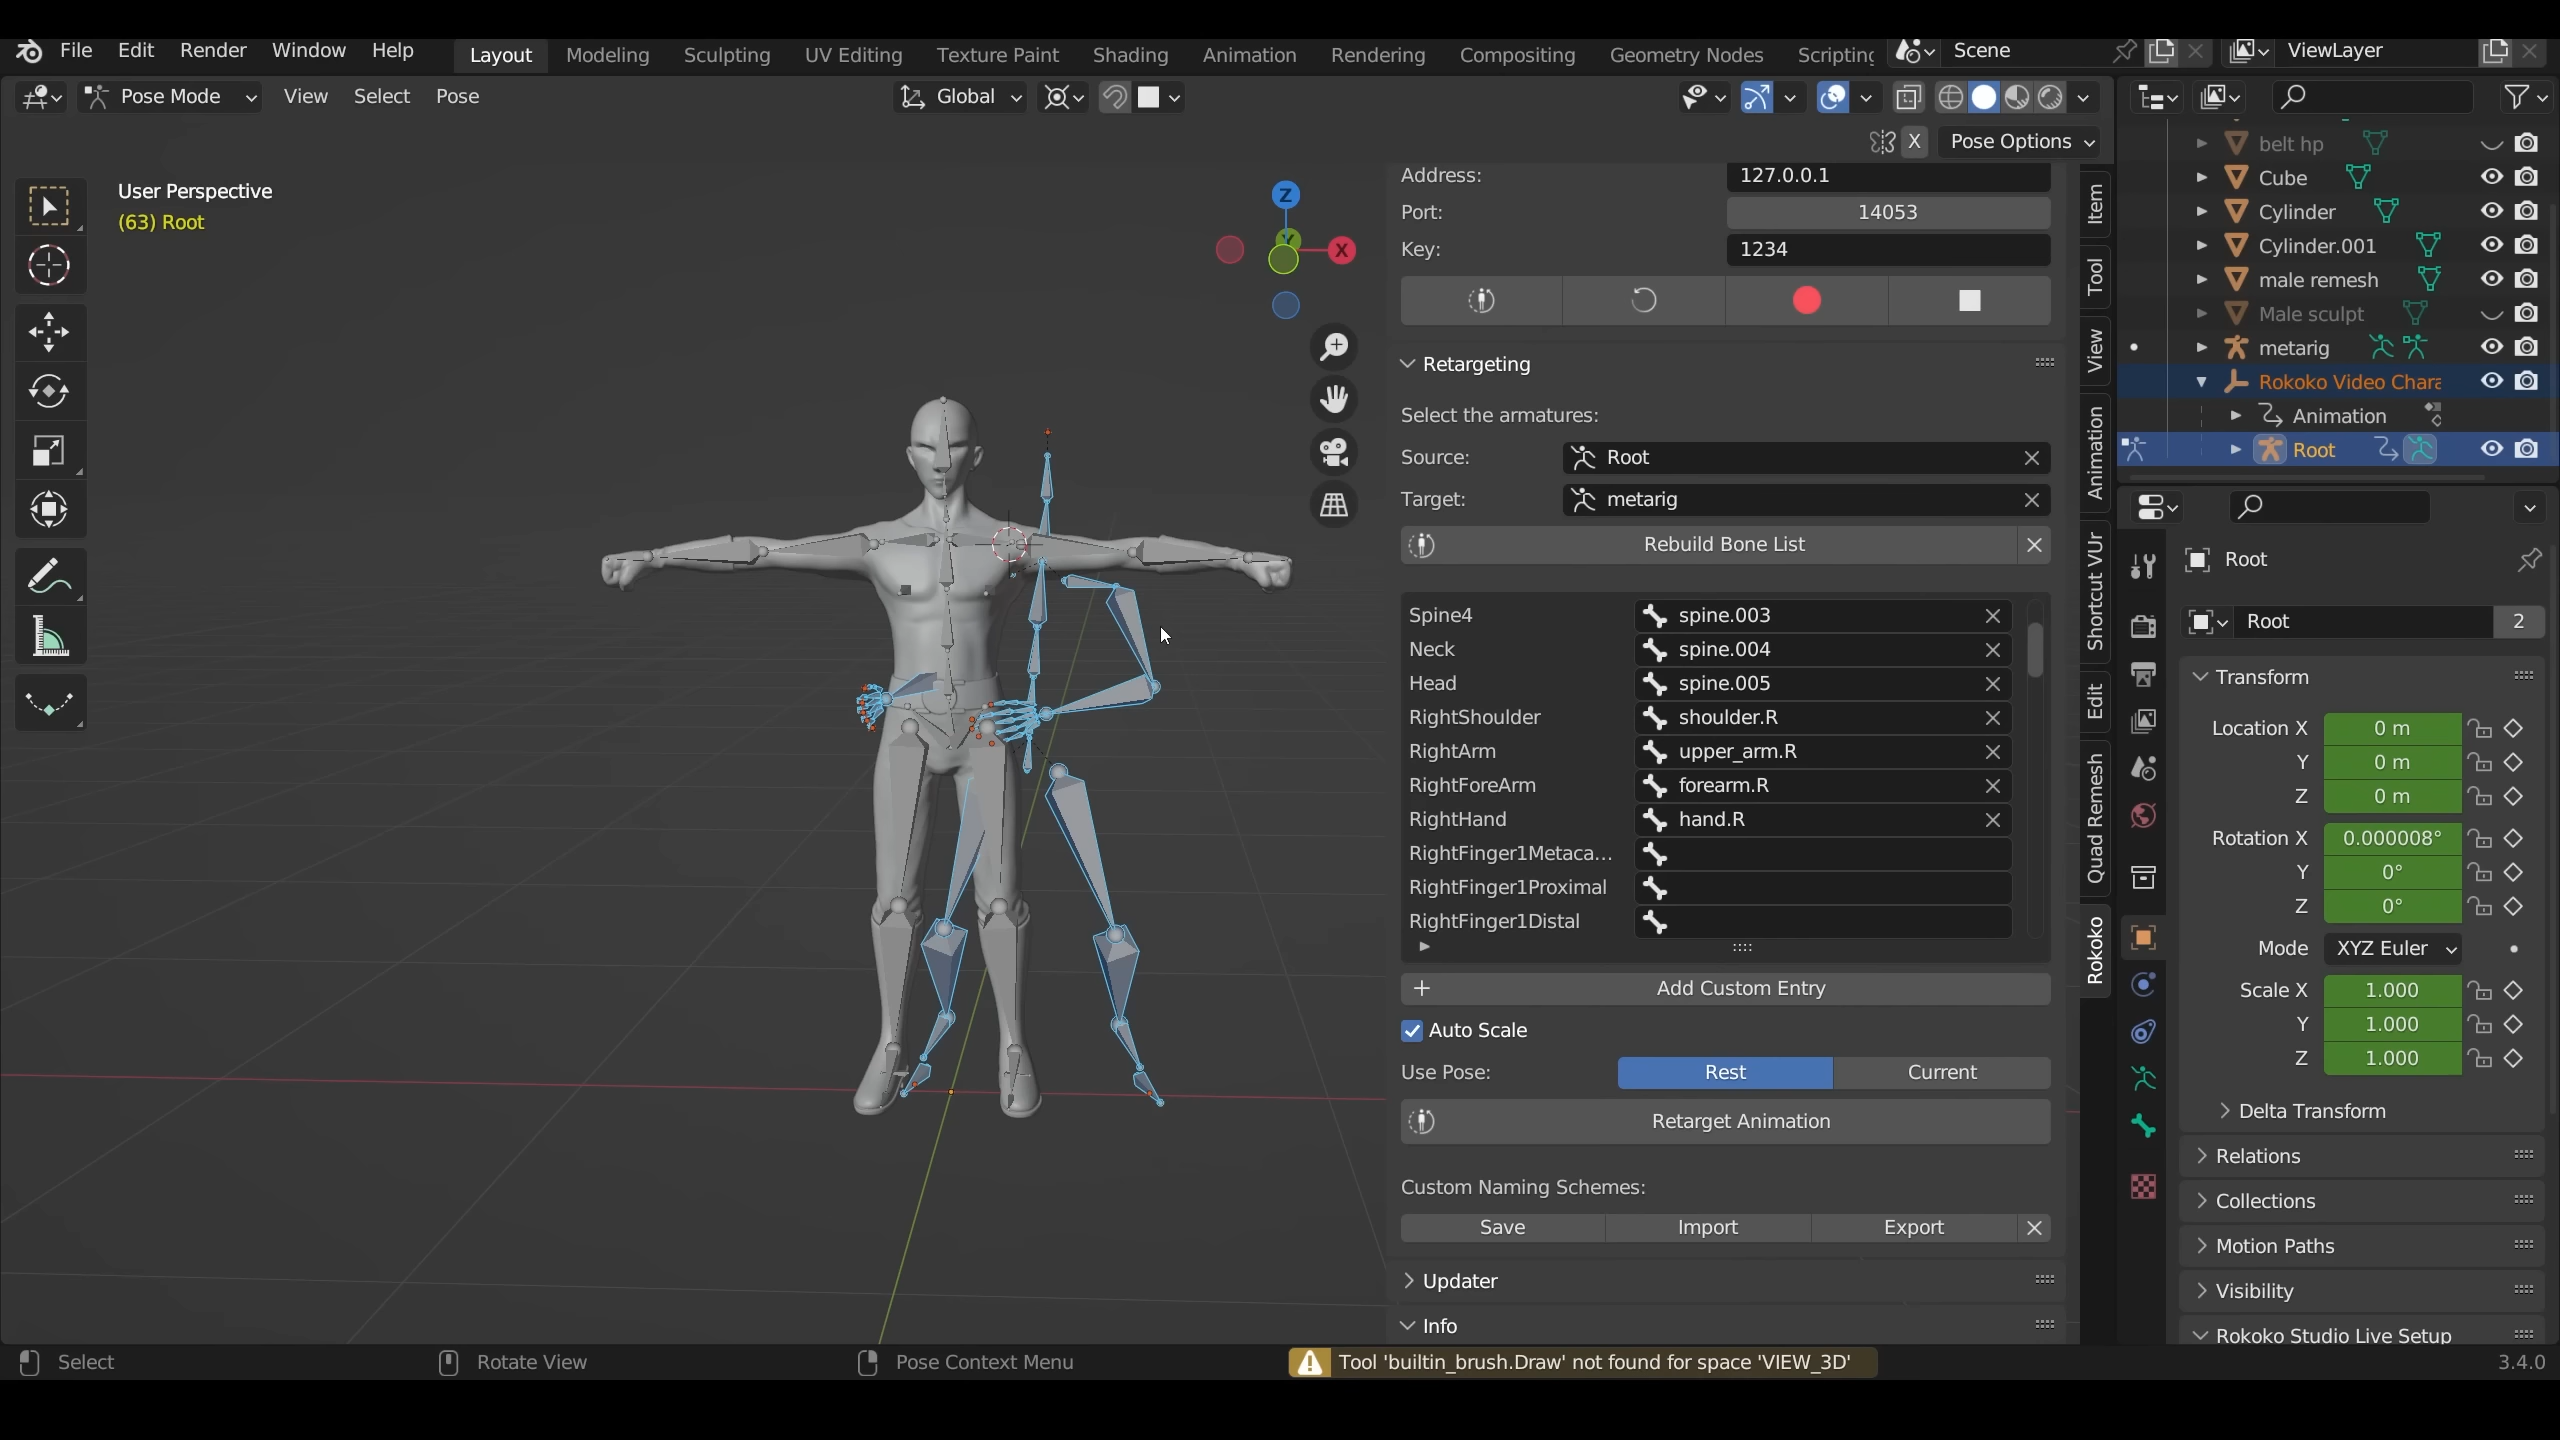 File Edit Render Window Help Layout Modeling Sculpting UV Editing Texture Paint Shading Animation Rendering Compositing Geometry Nodes Scripting Scene ViewLayer
Pose Mode View Select Pose Global
X Pose Options
User Perspective
(63) Root
Z
Y
X
Address: 127.0.0.1
Port: 14053
Key: 1234
Retargeting
Select the armatures:
Source: Root
Target: metarig
Rebuild Bone List
Spine4 spine.003
Neck spine.004
Head spine.005
RightShoulder shoulder.R
RightArm upper_arm.R
RightForeArm forearm.R
RightHand hand.R
RightFinger1Metaca...
RightFinger1Proximal
RightFinger1Distal
Add Custom Entry
Auto Scale
Use Pose: Rest Current
Retarget Animation
Custom Naming Schemes:
Save Import Export
Updater
Info
Item
Tool
View
Animation
Shortcut VUr
Edit
Quad Remesh
Rokoko
belt hp
Cube
Cylinder
Cylinder.001
male remesh
Male sculpt
metarig
Rokoko Video Chara
Animation
Root
Root
Root 2
Transform
Location X 0 m
Y 0 m
Z 0 m
Rotation X 0.000008°
Y 0°
Z 0°
Mode XYZ Euler
Scale X 1.000
Y 1.000
Z 1.000
Delta Transform
Relations
Collections
Motion Paths
Visibility
Rokoko Studio Live Setup
Select Rotate View Pose Context Menu Tool 'builtin_brush.Draw' not found for space 'VIEW_3D' 3.4.0